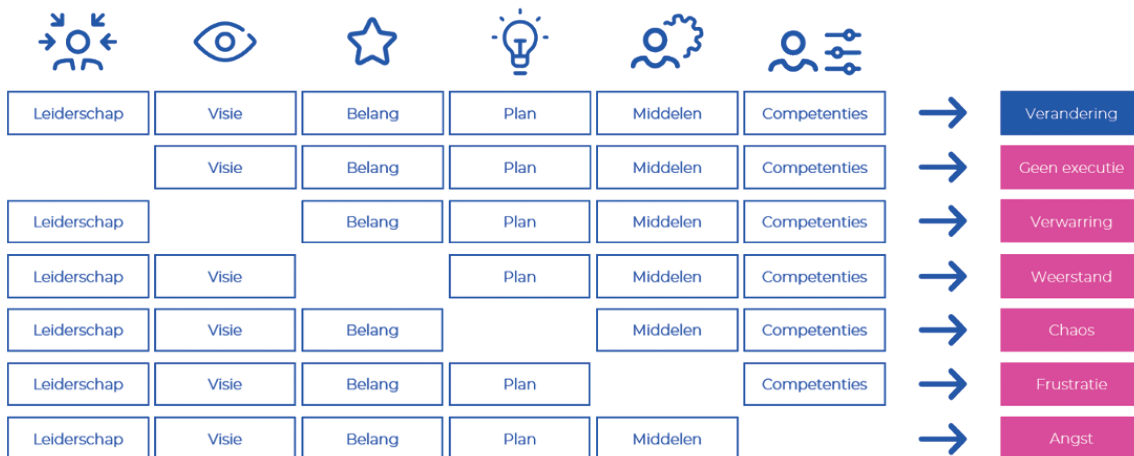 Leiderschap Visie Belang Plan Middelen Competenties Verandering
Visie Belang Plan Middelen Competenties Geen executie
Leiderschap Belang Plan Middelen Competenties Verwarring
Leiderschap Visie Plan Middelen Competenties Weerstand
Leiderschap Visie Belang Middelen Competenties Chaos
Leiderschap Visie Belang Plan Competenties Frustratie
Leiderschap Visie Belang Plan Middelen Angst